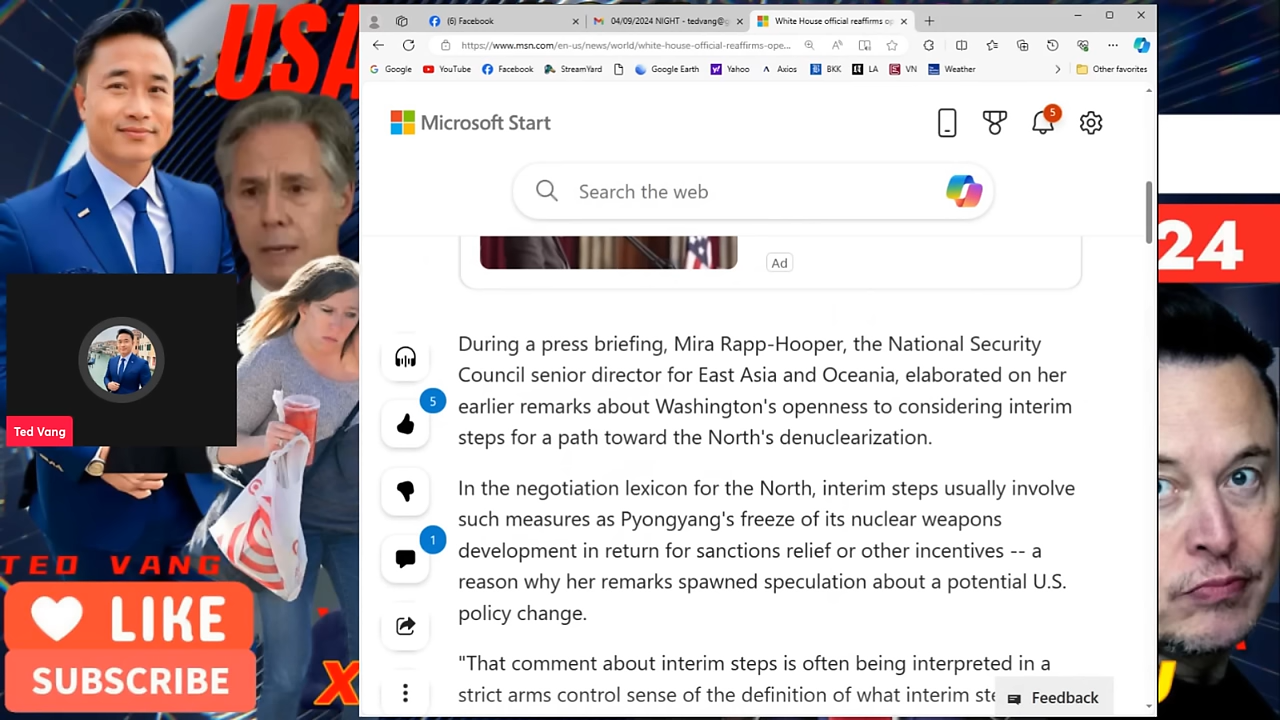 USA
24
Ted Vang
TED VANG
LIKE
SUBSCRIBE
X
(6) Facebook
04/09/2024 NIGHT - tedvang@g
White House official reaffirms op
https://www.msn.com/en-us/news/world/white-house-official-reaffirms-ope...
Google
YouTube
Facebook
StreamYard
Google Earth
Yahoo
Axios
BKK
LA
VN
Weather
Other favorites
Microsoft Start
5
Search the web
Ad
During a press briefing, Mira Rapp-Hooper, the National Security
Council senior director for East Asia and Oceania, elaborated on her
earlier remarks about Washington's openness to considering interim
steps for a path toward the North's denuclearization.
5
In the negotiation lexicon for the North, interim steps usually involve
such measures as Pyongyang's freeze of its nuclear weapons
development in return for sanctions relief or other incentives -- a
reason why her remarks spawned speculation about a potential U.S.
policy change.
1
"That comment about interim steps is often being interpreted in a
strict arms control sense of the definition of what interim
Feedback